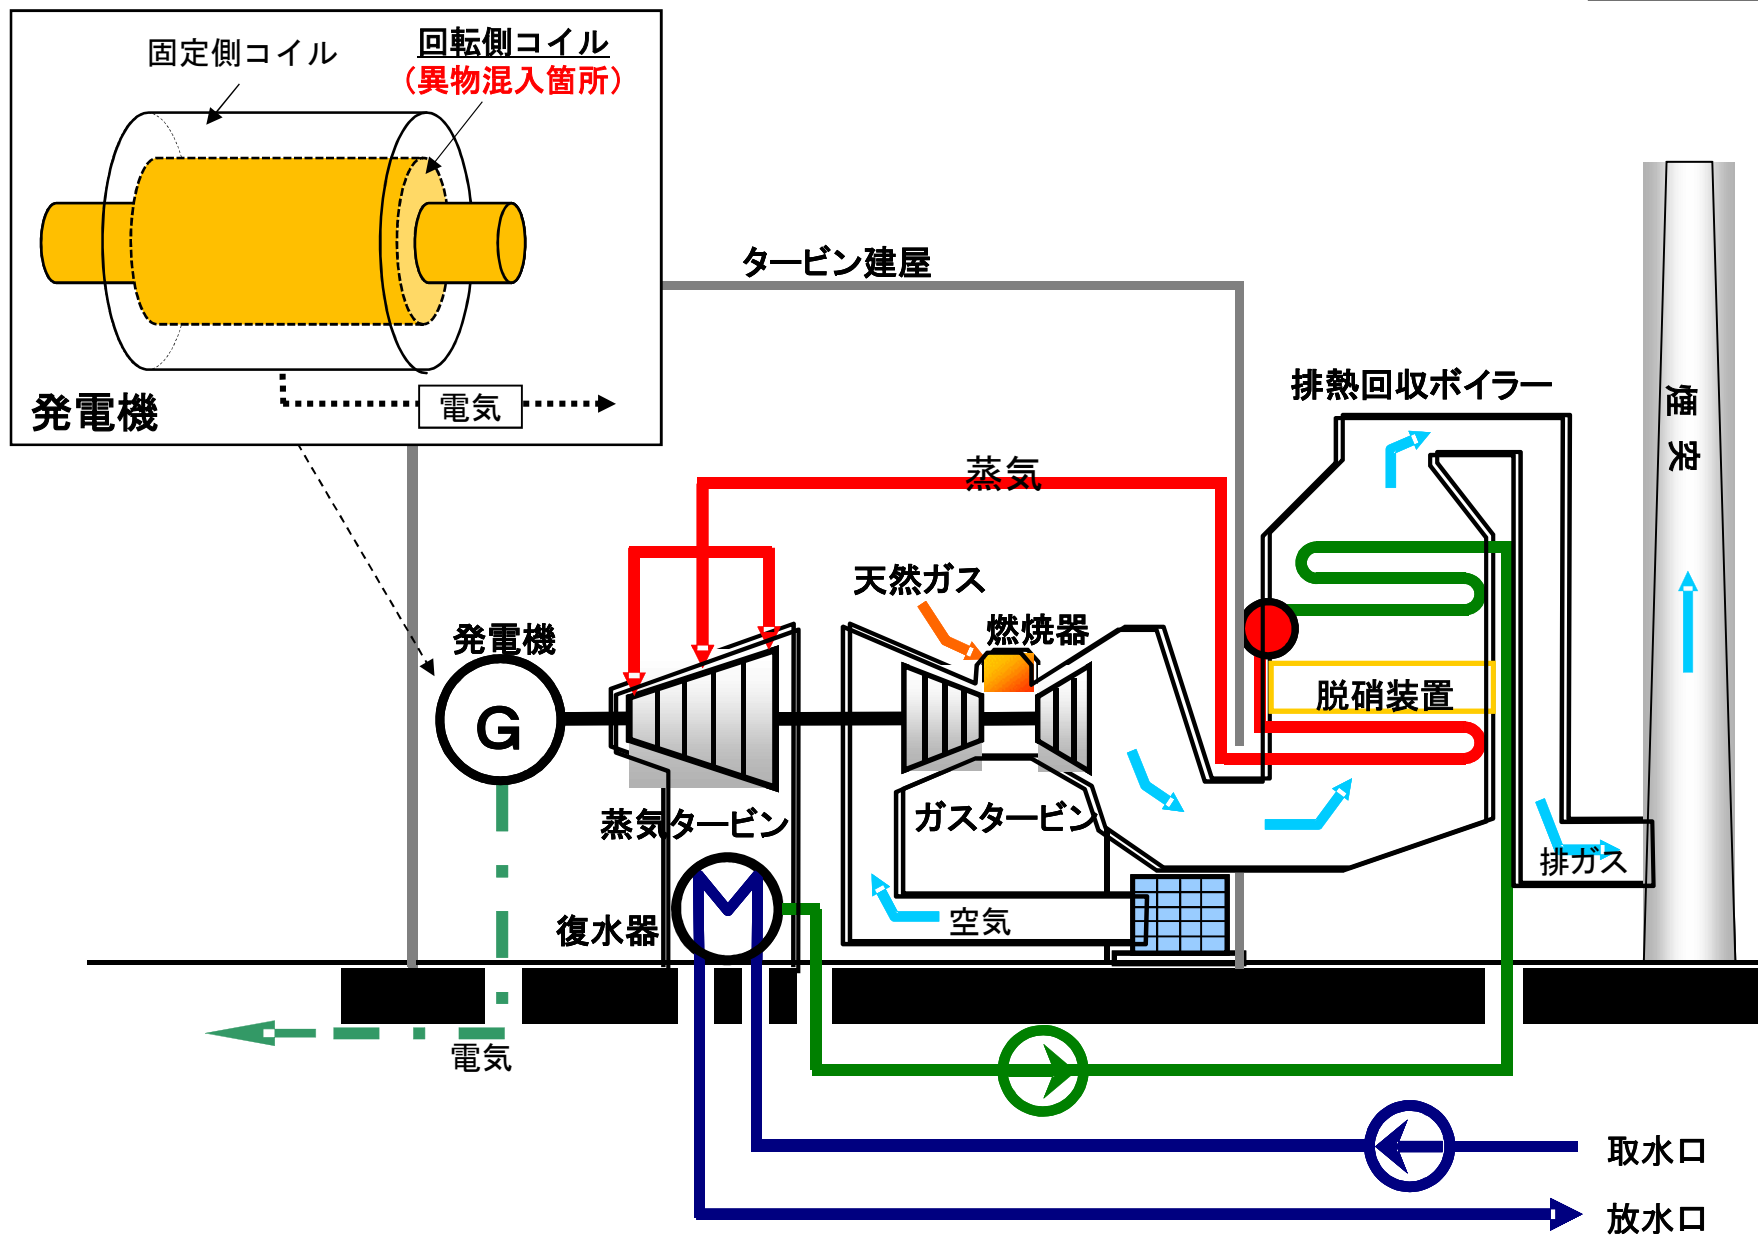 固定側コイル
回転側コイル
（異物混入箇所）
電気
発電機
タービン建屋
排熱回収ボイラー
煙突
蒸気
天然ガス
燃焼器
発電機
G
脱硝装置
蒸気タービン
ガスタービン
排ガス
復水器
空気
電気
取水口
放水口